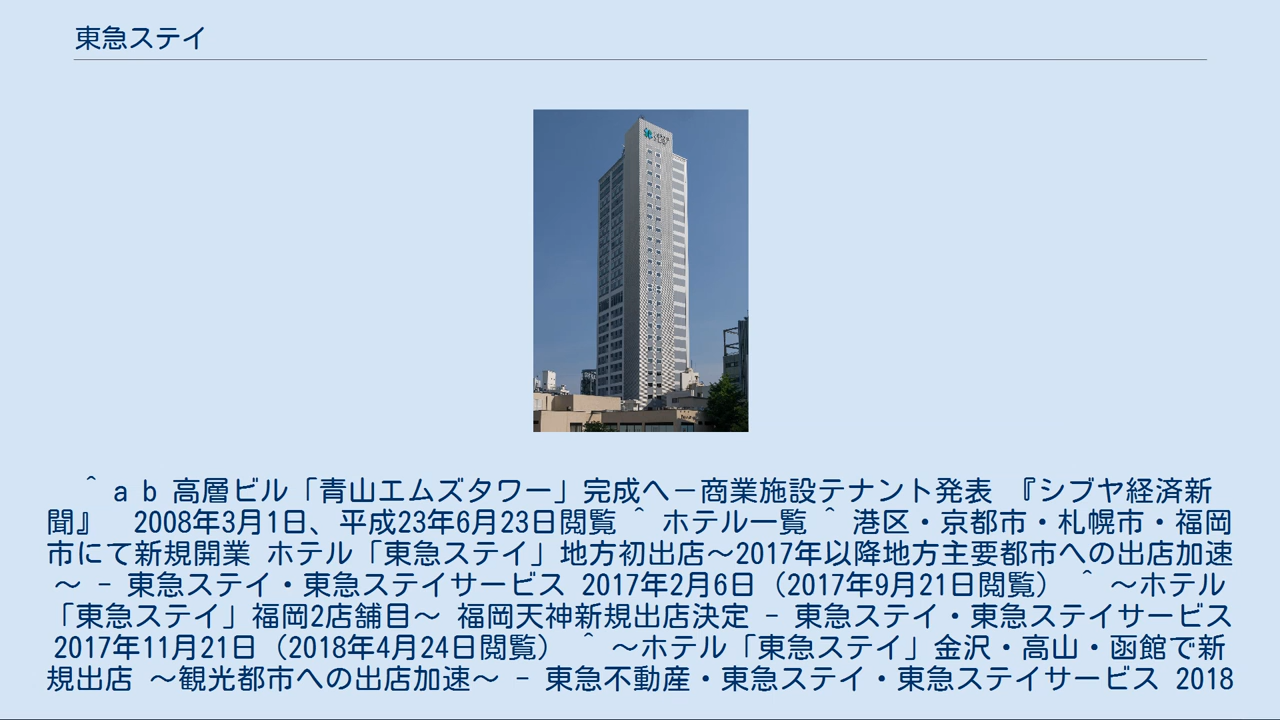 東急ステイ
^ a b 高層ビル「青山エムズタワー」完成へ－商業施設テナント発表 『シブヤ経済新
聞』 2008年3月1日、平成23年6月23日閲覧 ^ ホテル一覧 ^ 港区・京都市・札幌市・福岡
市にて新規開業 ホテル「東急ステイ」地方初出店～2017年以降地方主要都市への出店加速
～ - 東急ステイ・東急ステイサービス 2017年2月6日（2017年9月21日閲覧） ^ ～ホテル
「東急ステイ」福岡2店舗目～ 福岡天神新規出店決定 - 東急ステイ・東急ステイサービス
2017年11月21日（2018年4月24日閲覧） ^ ～ホテル「東急ステイ」金沢・高山・函館で新
規出店 ～観光都市への出店加速～ - 東急不動産・東急ステイ・東急ステイサービス 2018